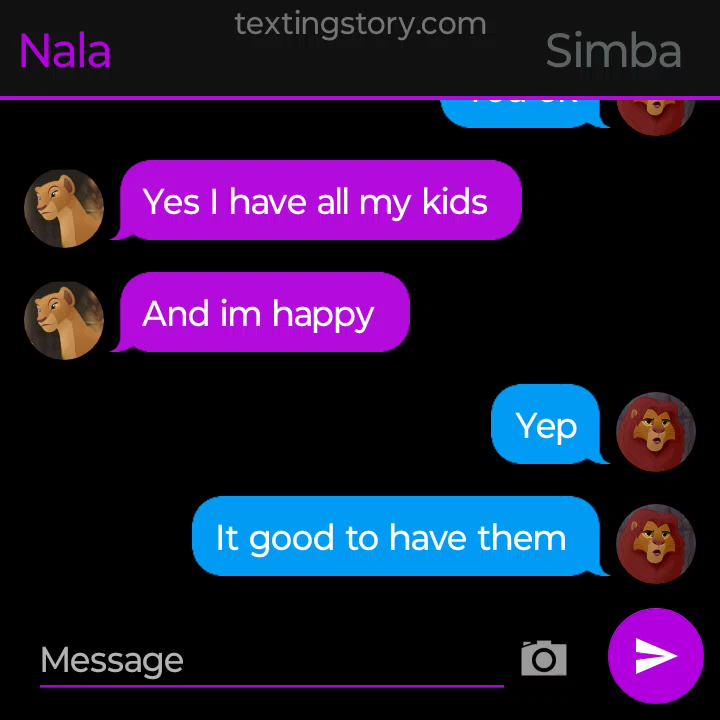 textingstory.com
Nala
Simba
Yes I have all my kids
And im happy
Yep
It good to have them
Message